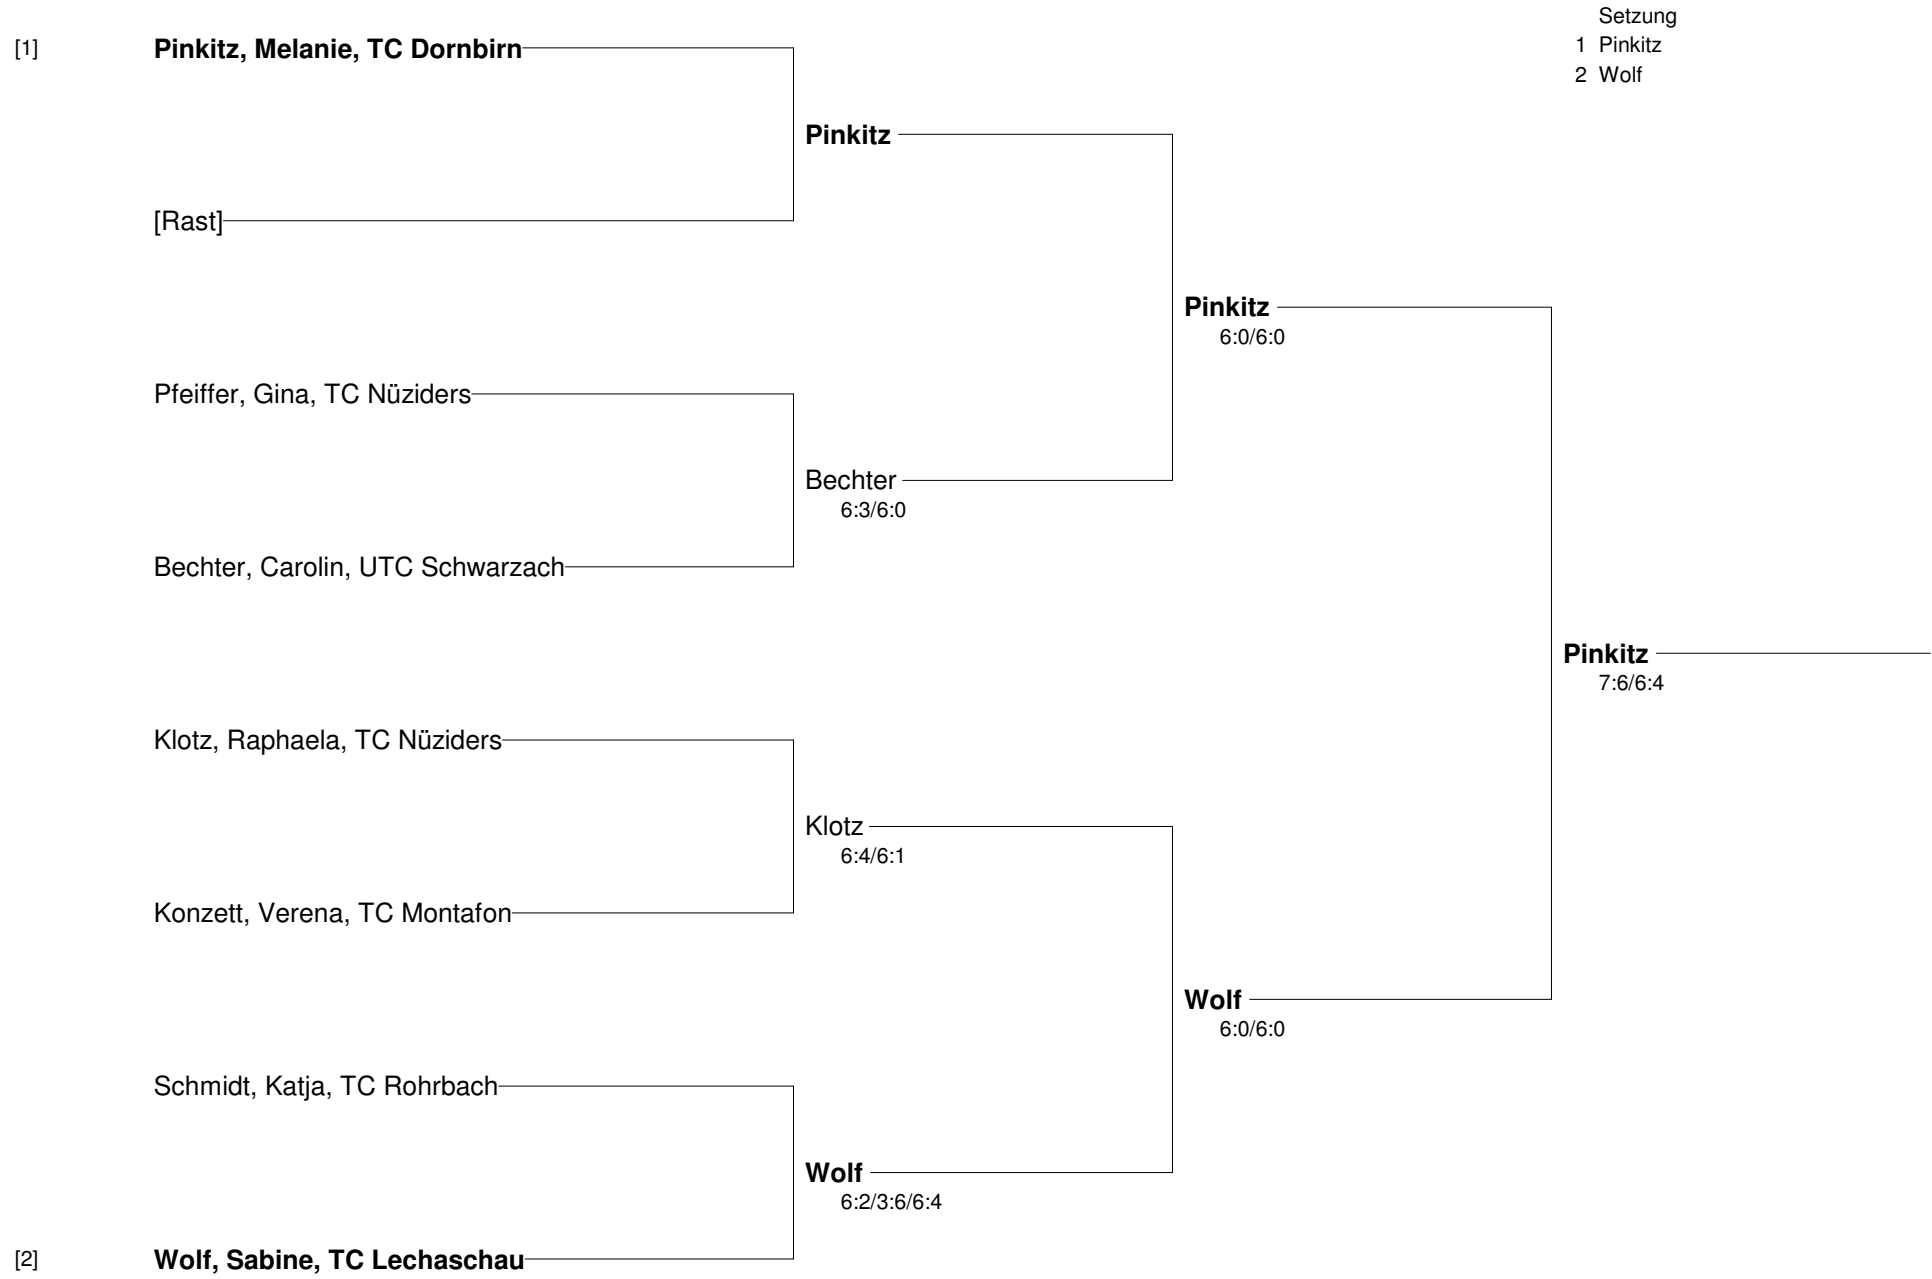 Setzung
1 Pinkitz
2 Wolf
[1] Pinkitz, Melanie, TC Dornbirn
Pinkitz
[Rast]
Pinkitz
6:0/6:0
Pfeiffer, Gina, TC Nüziders
Bechter
6:3/6:0
Bechter, Carolin, UTC Schwarzach
Pinkitz
7:6/6:4
Klotz, Raphaela, TC Nüziders
Klotz
6:4/6:1
Konzett, Verena, TC Montafon
Wolf
6:0/6:0
Schmidt, Katja, TC Rohrbach
Wolf
6:2/3:6/6:4
[2] Wolf, Sabine, TC Lechaschau